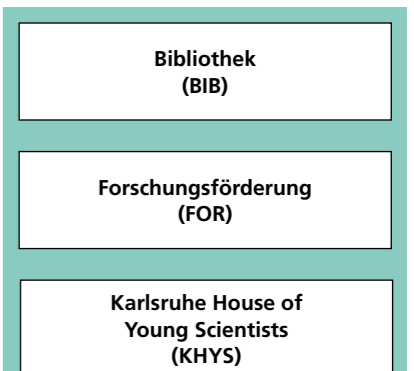 Bibliothek
(BIB)
Forschungsförderung
(FOR)
Karlsruhe House of
Young Scientists
(KHYS)